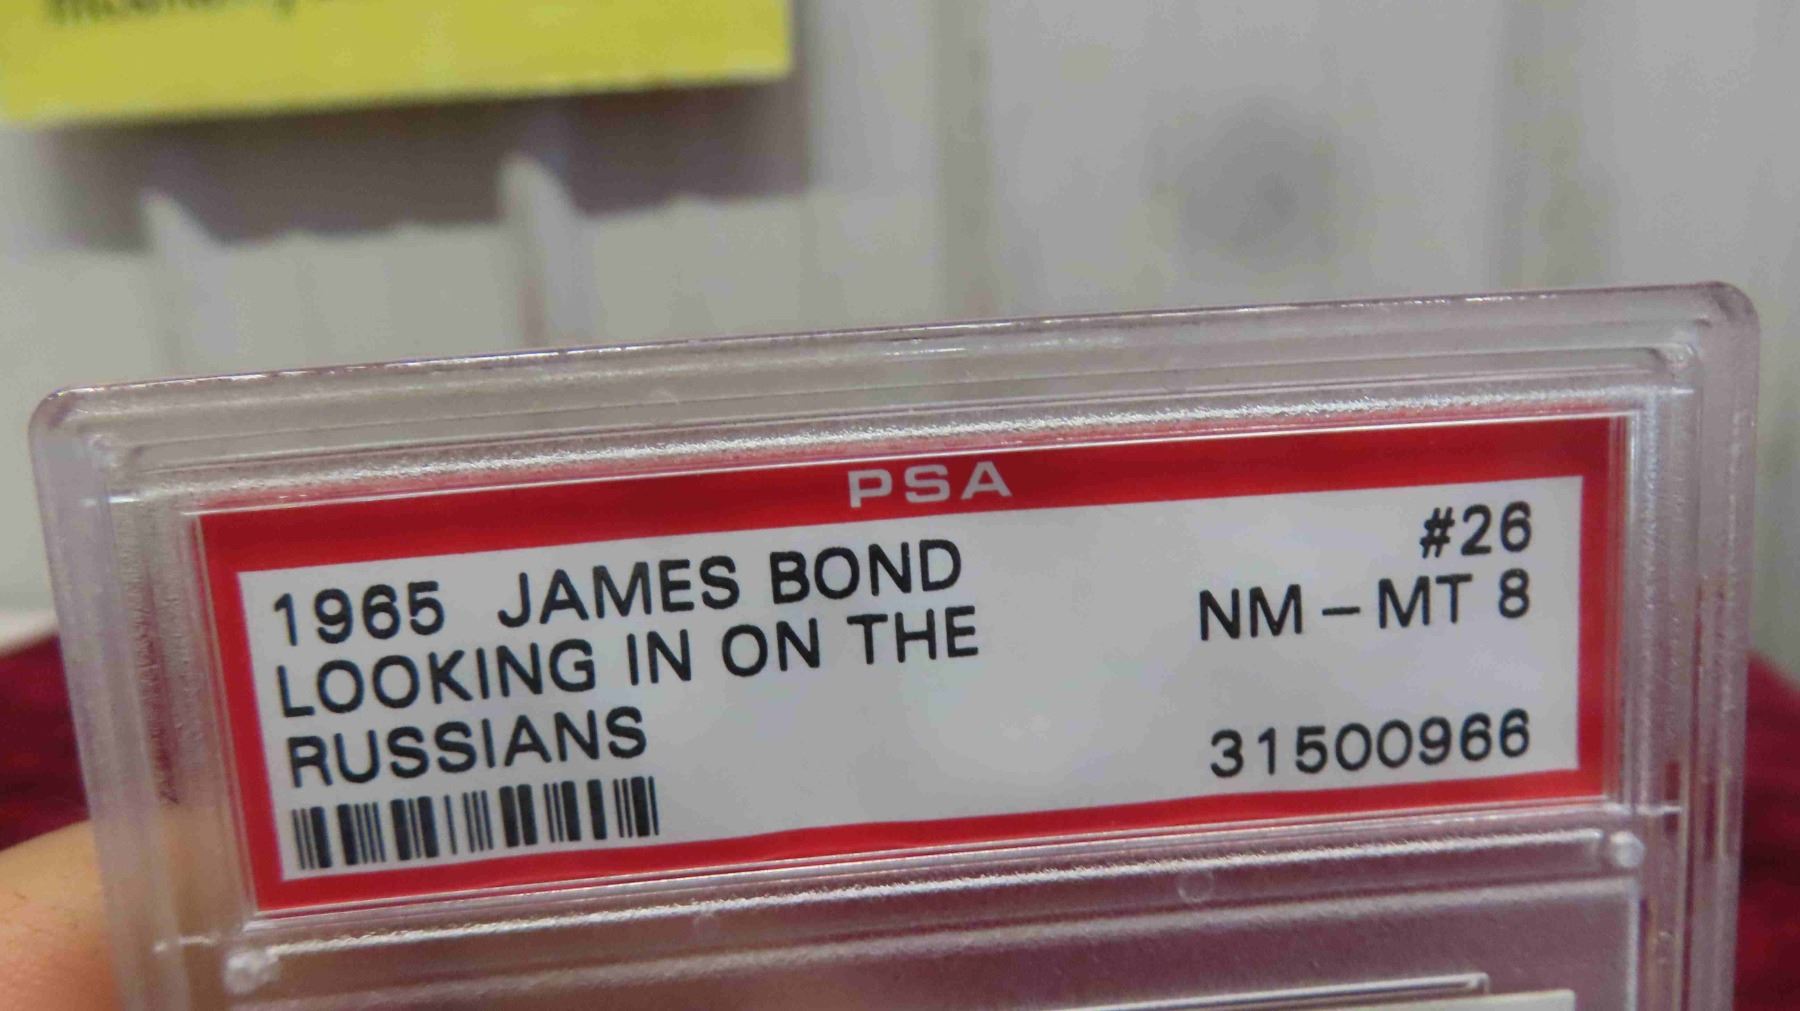 PSA
1965 JAMES BOND #26
LOOKING IN ON THE NM-MT 8
RUSSIANS 31500966